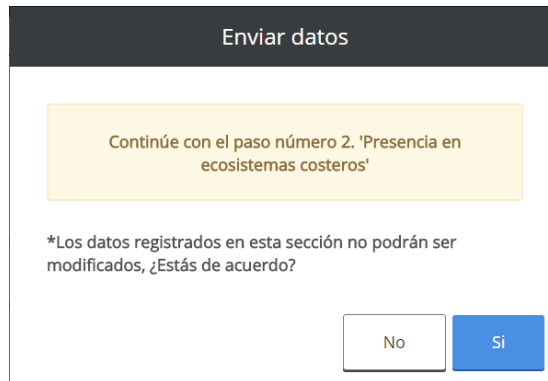 Enviar datos
Continúe con el paso número 2. 'Presencia en
ecosistemas costeros'
*Los datos registrados en esta sección no podrán ser
modificados, ¿Estás de acuerdo?
No
Si